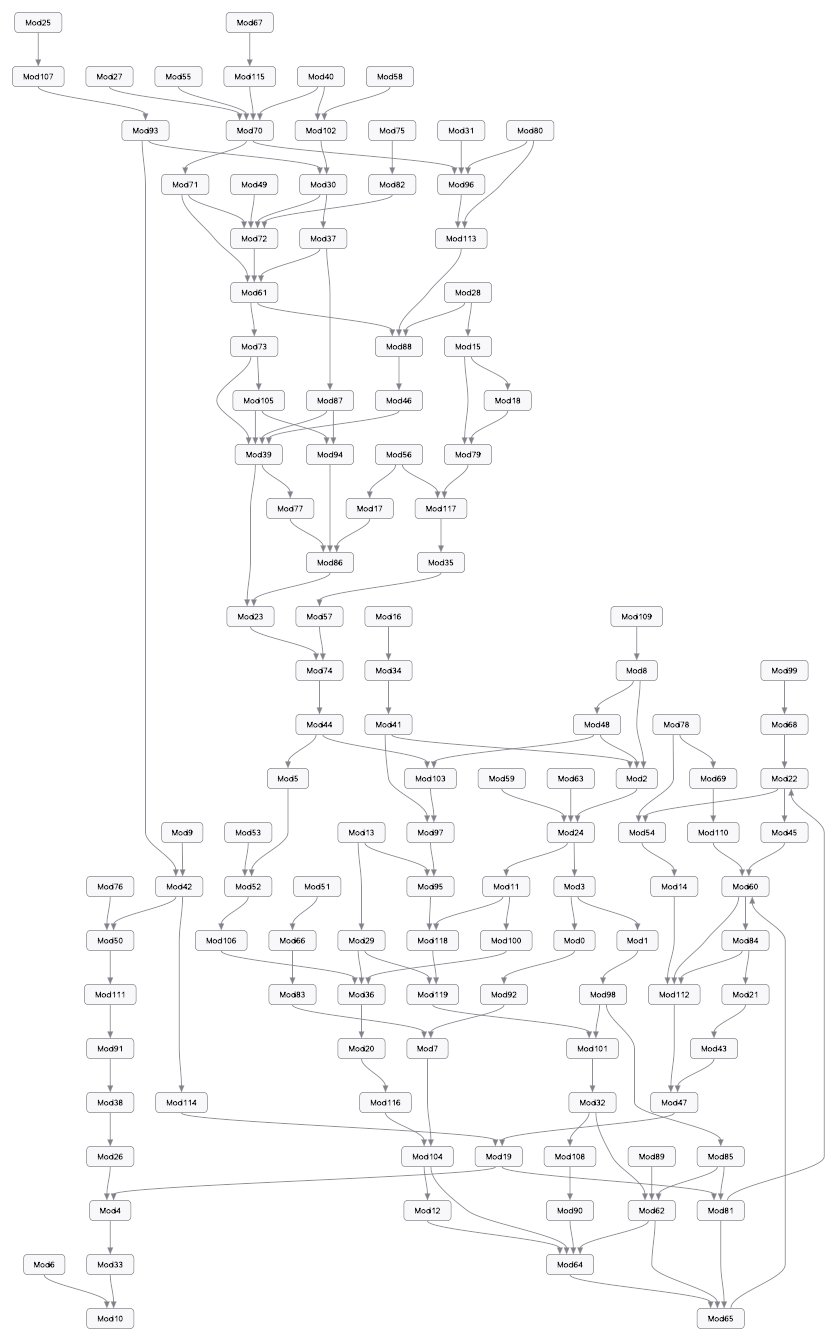 Mod25 Mod67
Mod107 Mod27 Mod55 Mod115 Mod40 Mod58
Mod93 Mod70 Mod102 Mod75 Mod31 Mod80
Mod71 Mod49 Mod30 Mod82 Mod96
Mod72 Mod37 Mod113
Mod61 Mod28
Mod73 Mod88 Mod15
Mod105 Mod87 Mod46 Mod18
Mod39 Mod94 Mod56 Mod79
Mod77 Mod17 Mod117
Mod86 Mod35
Mod23 Mod57 Mod16 Mod109
Mod74 Mod34 Mod8 Mod99
Mod44 Mod41 Mod48 Mod78 Mod68
Mod5 Mod103 Mod59 Mod63 Mod2 Mod69 Mod22
Mod9 Mod53 Mod13 Mod97 Mod24 Mod54 Mod110 Mod45
Mod76 Mod42 Mod52 Mod51 Mod95 Mod11 Mod3 Mod14 Mod60
Mod50 Mod106 Mod66 Mod29 Mod118 Mod100 Mod0 Mod1 Mod84
Mod111 Mod83 Mod36 Mod119 Mod92 Mod98 Mod112 Mod21
Mod91 Mod20 Mod7 Mod101 Mod43
Mod38 Mod114 Mod116 Mod32 Mod47
Mod26 Mod104 Mod19 Mod108 Mod89 Mod85
Mod4 Mod12 Mod90 Mod62 Mod81
Mod6 Mod33 Mod64
Mod10 Mod65